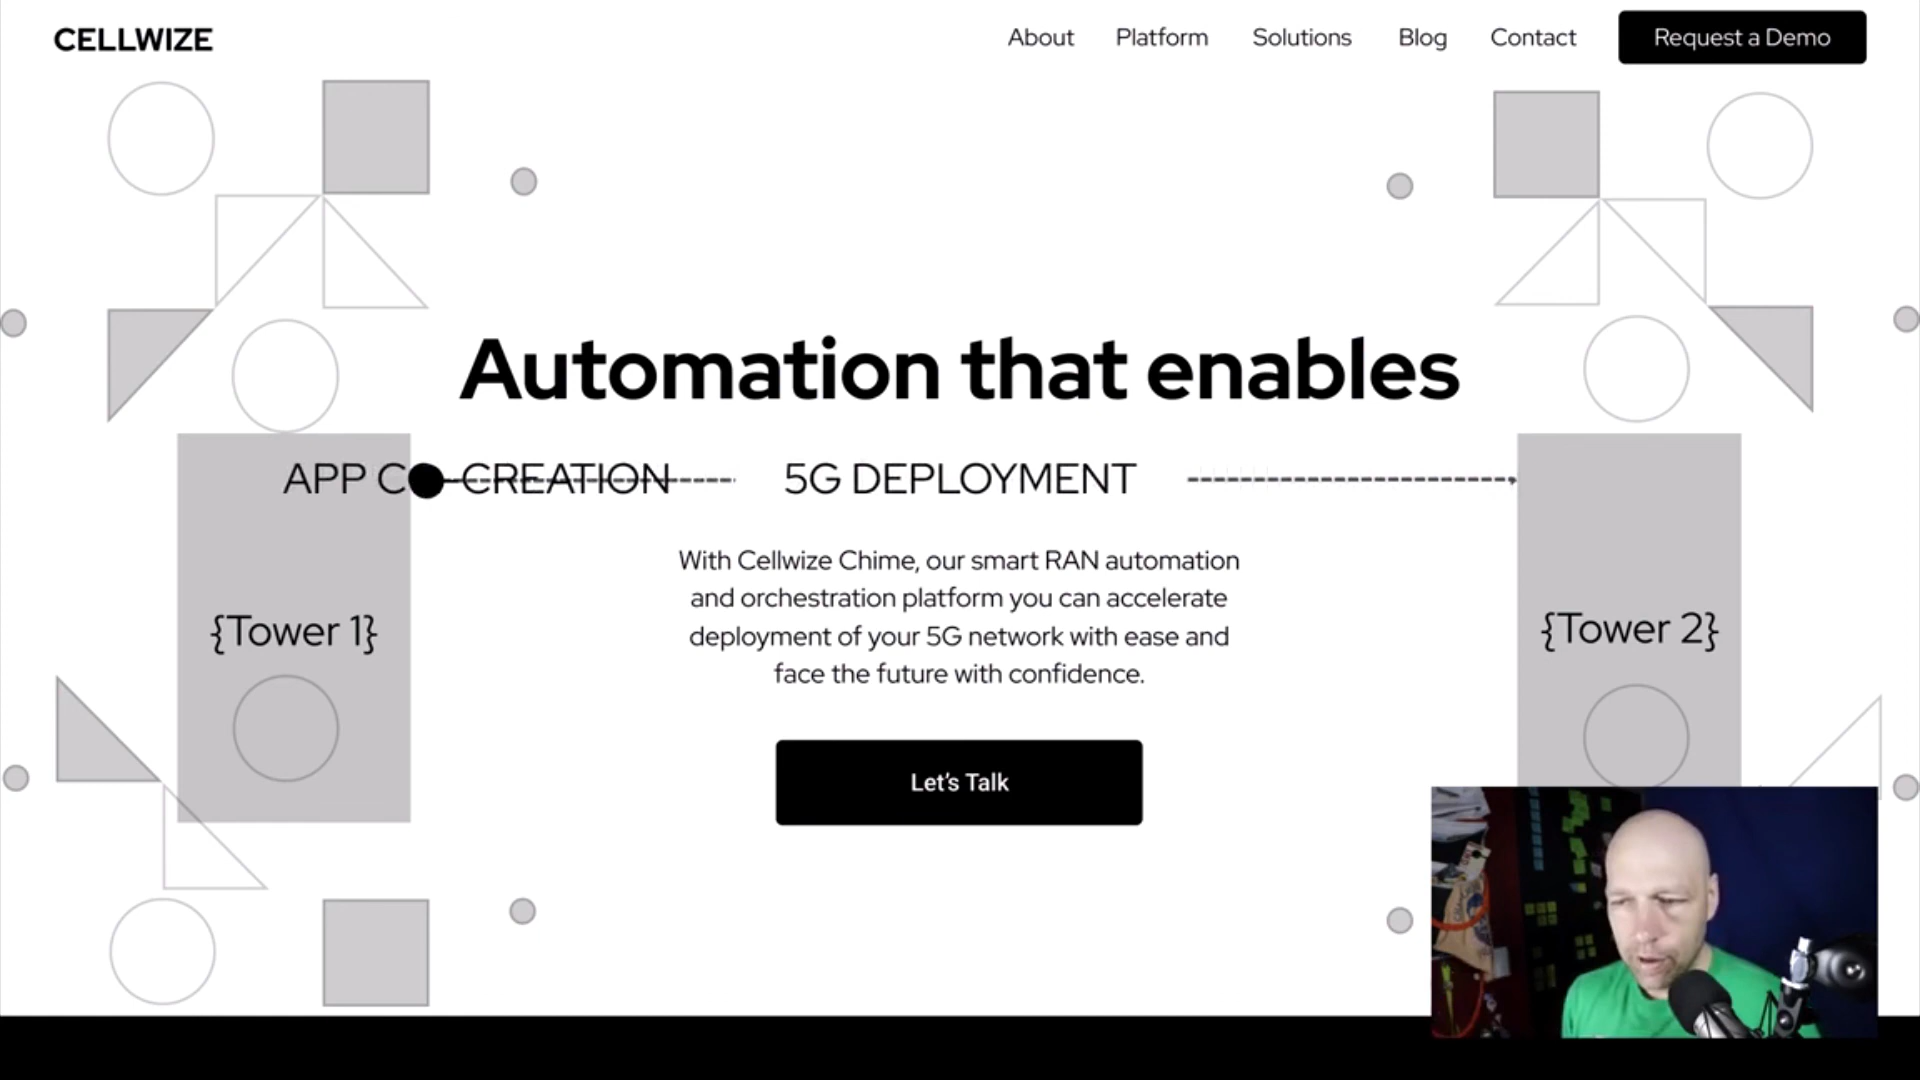 CELLWIZE
About Platform Solutions Blog Contact Request a Demo
Automation that enables
APP CO-CREATION 5G DEPLOYMENT
With Cellwize Chime, our smart RAN automation
and orchestration platform you can accelerate
deployment of your 5G network with ease and
face the future with confidence.
{Tower 1}
{Tower 2}
Let's Talk